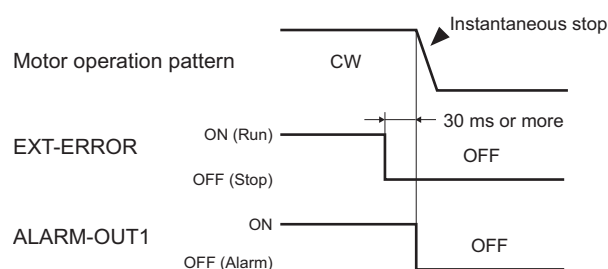 Instantaneous stop
Motor operation pattern
CW
30 ms or more
EXT-ERROR
ON (Run)
OFF
OFF (Stop)
ALARM-OUT1
ON
OFF
OFF (Alarm)